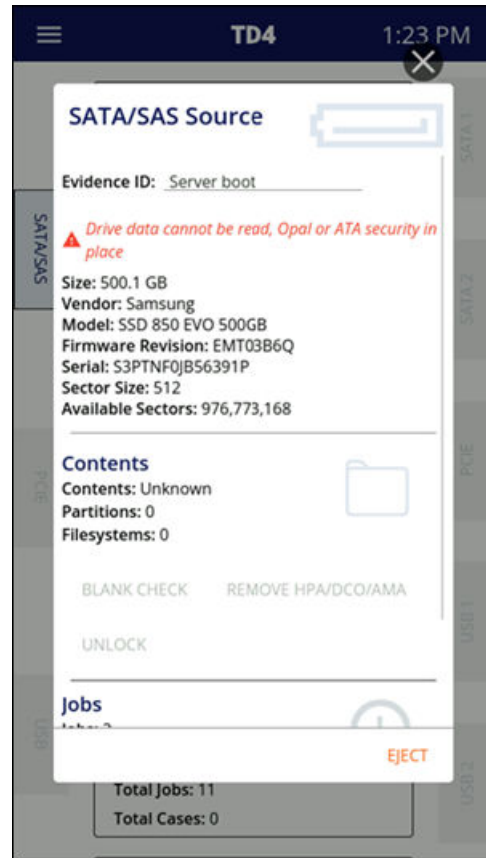 TD4
1:23 PM
SATA/SAS Source
SATA 1
Evidence ID: Server boot
Drive data cannot be read, Opal or ATA security in
place
SATA/SAS
SATA 2
Size: 500.1 GB
Vendor: Samsung
Model: SSD 850 EVO 500GB
Firmware Revision: EMT03B6Q
Serial: S3PTNF0JB56391P
Sector Size: 512
Available Sectors: 976,773,168
Contents
Contents: Unknown
Partitions: 0
Filesystems: 0
PCIE
PCIE
BLANK CHECK
REMOVE HPA/DCO/AMA
UNLOCK
USB 1
Jobs
USB
EJECT
USB 2
Total Jobs: 11
Total Cases: 0